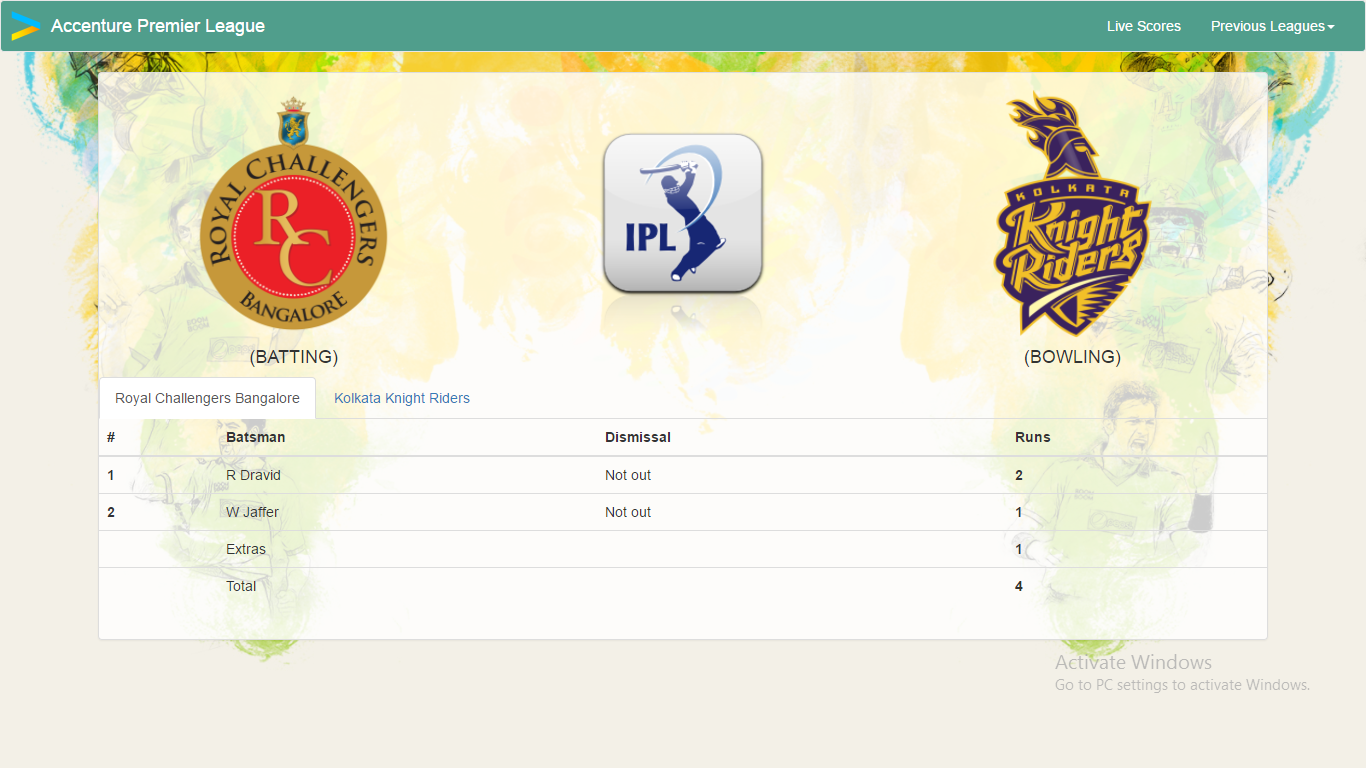 Accenture Premier League
Live Scores
Previous Leagues
ROYAL CHALLENGERS
RC
BANGALORE
IPL
KOLKATA
Knight
Riders
(BATTING)
(BOWLING)
Royal Challengers Bangalore
Kolkata Knight Riders
# Batsman Dismissal Runs
1 R Dravid Not out 2
2 W Jaffer Not out 1
Extras 1
Total 4
Activate Windows
Go to PC settings to activate Windows.